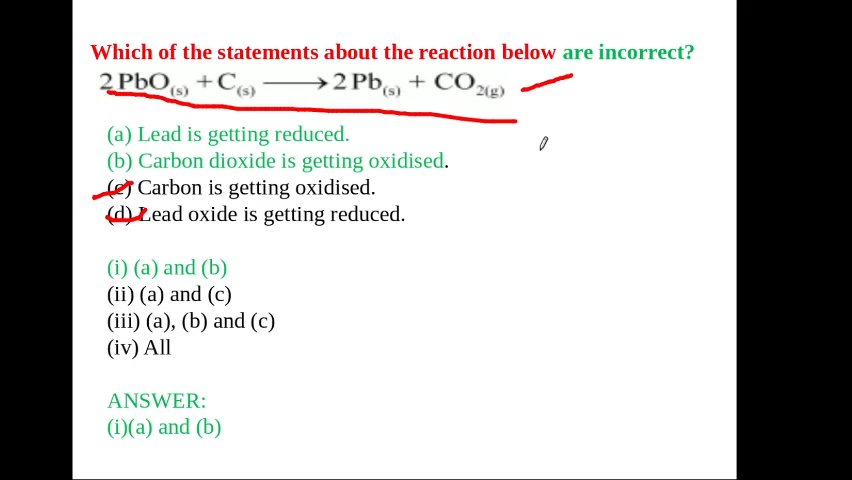 Which of the statements about the reaction below are incorrect?
2 PbO(s) + C(s) ⟶ 2 Pb(s) + CO2(g)
(a) Lead is getting reduced.
(b) Carbon dioxide is getting oxidised.
(c) Carbon is getting oxidised.
(d) Lead oxide is getting reduced.
(i) (a) and (b)
(ii) (a) and (c)
(iii) (a), (b) and (c)
(iv) All
ANSWER:
(i)(a) and (b)